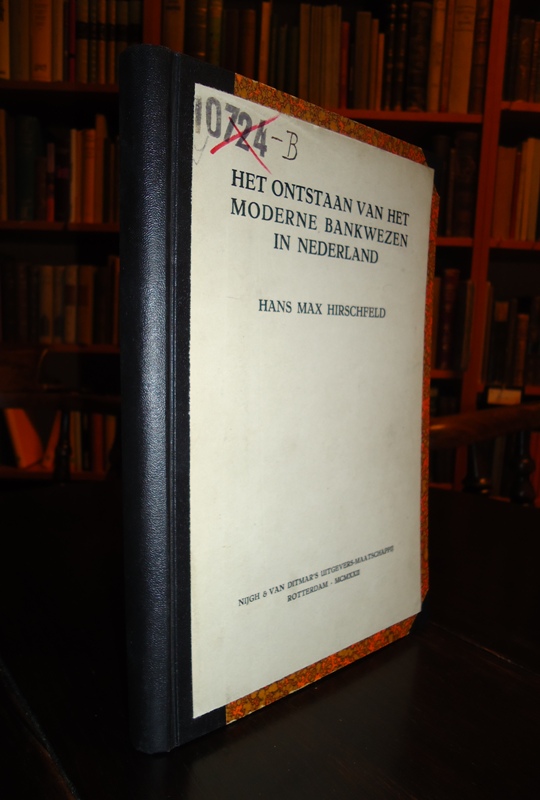 10724-B
HET ONTSTAAN VAN HET
MODERNE BANKWEZEN
IN NEDERLAND
HANS MAX HIRSCHFELD
NIJGH & VAN DITMAR'S UITGEVERS-MAATSCHAPPIJ
ROTTERDAM - MCMXXII